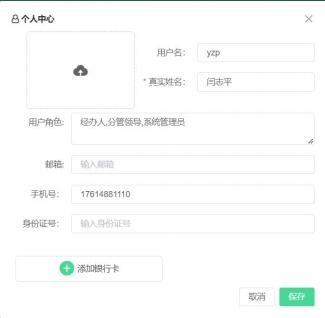 个人中心
用户名： yzp
* 真实姓名： 闫志平
用户角色： 经办人,分管领导,系统管理员
邮箱： 输入邮箱
手机号： 17614881110
身份证号： 输入身份证号
添加银行卡
取消 保存